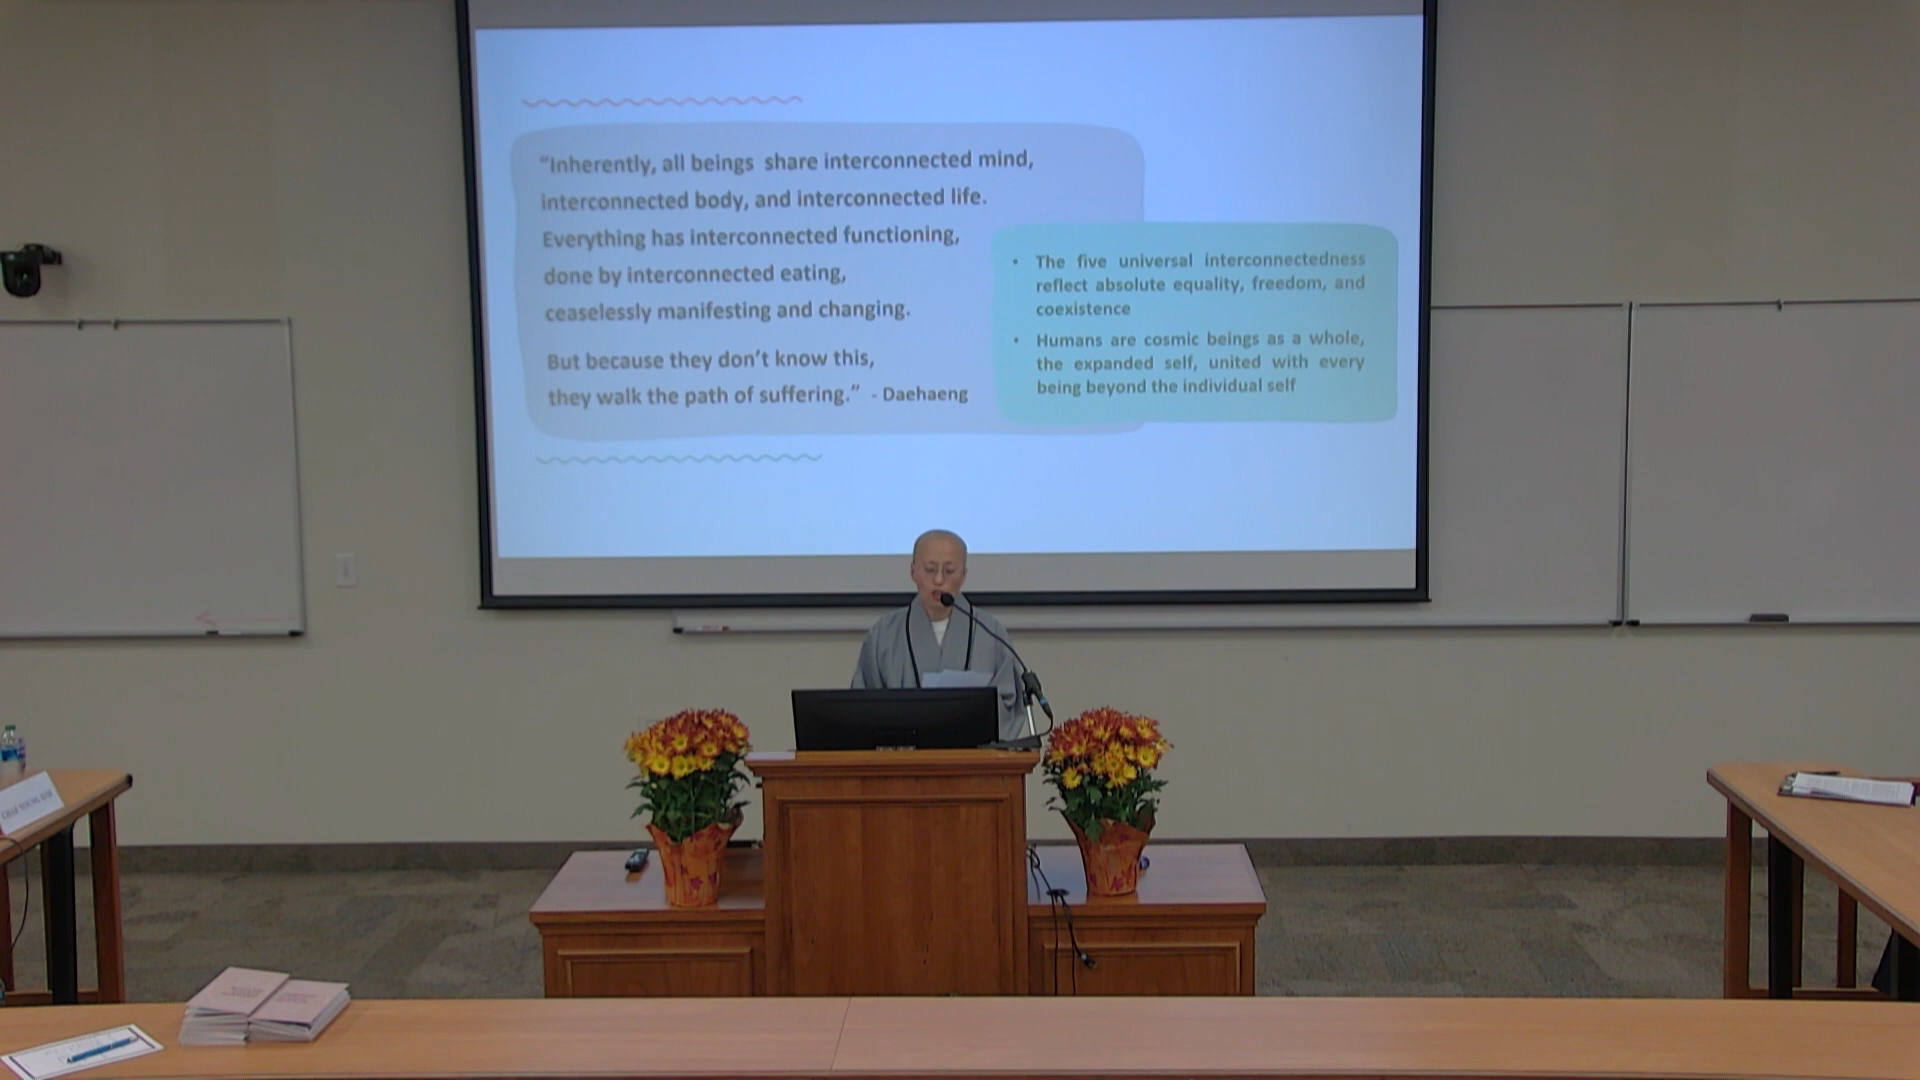 “Inherently, all beings share interconnected mind,
interconnected body, and interconnected life.
Everything has interconnected functioning,
done by interconnected eating,
ceaselessly manifesting and changing.
But because they don’t know this,
they walk the path of suffering.” - Daehaeng
• The five universal interconnectedness
reflect absolute equality, freedom, and
coexistence
• Humans are cosmic beings as a whole,
the expanded self, united with every
being beyond the individual self